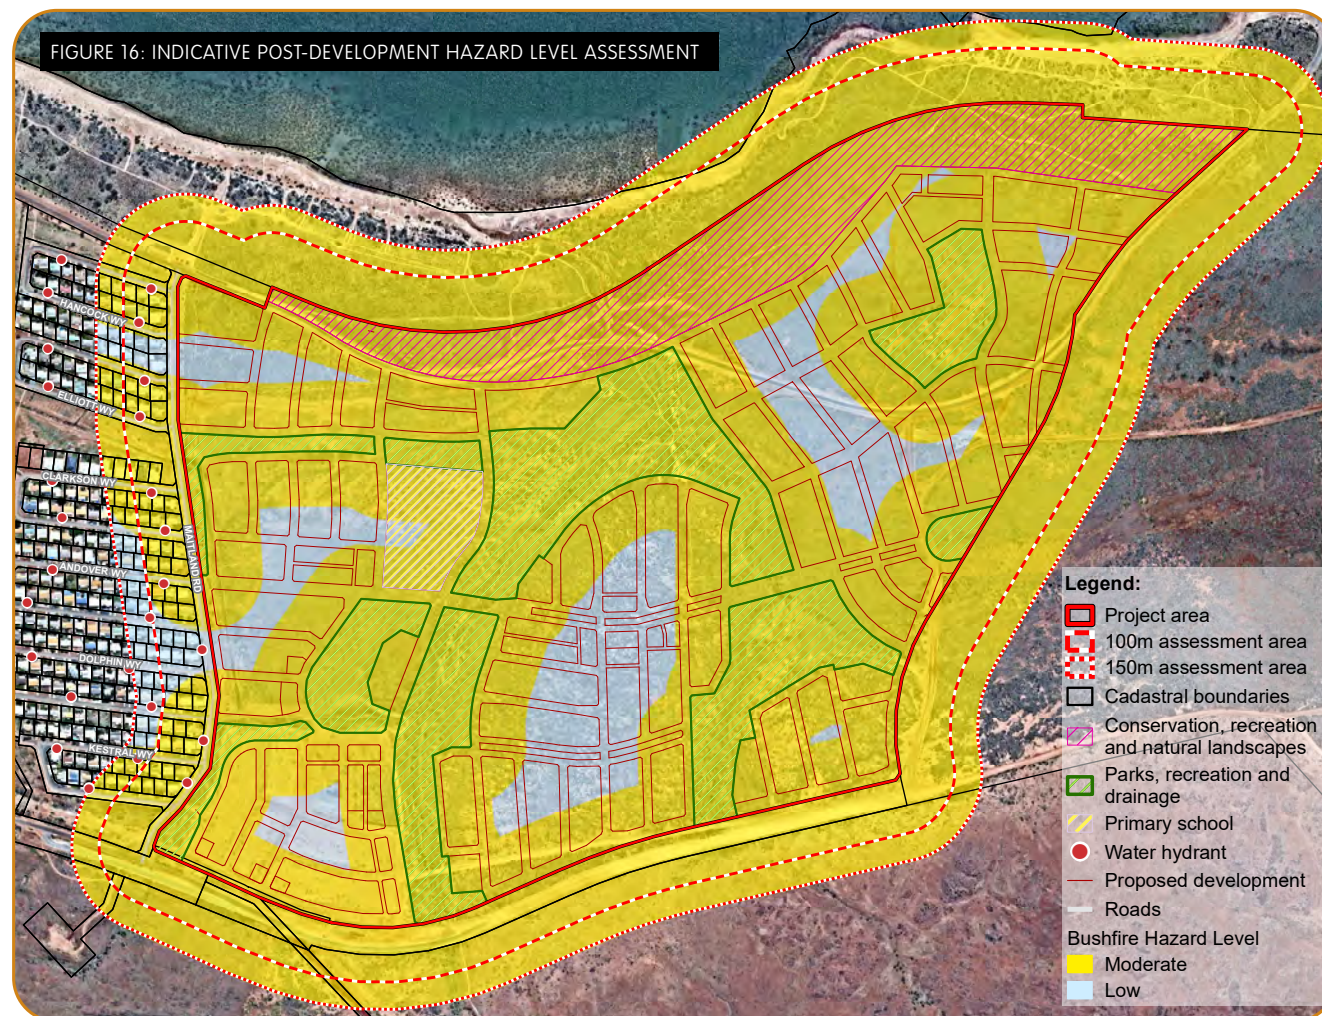 FIGURE 16: INDICATIVE POST-DEVELOPMENT HAZARD LEVEL ASSESSMENT
HANCOCK WY
ELLIOTT WY
CLARKSON WY
MAITLAND RD
ANDOVER WY
DOLPHIN WY
KESTRAL WY
Legend:
Project area
100m assessment area
150m assessment area
Cadastral boundaries
Conservation, recreation
and natural landscapes
Parks, recreation and
drainage
Primary school
Water hydrant
Proposed development
Roads
Bushfire Hazard Level
Moderate
Low